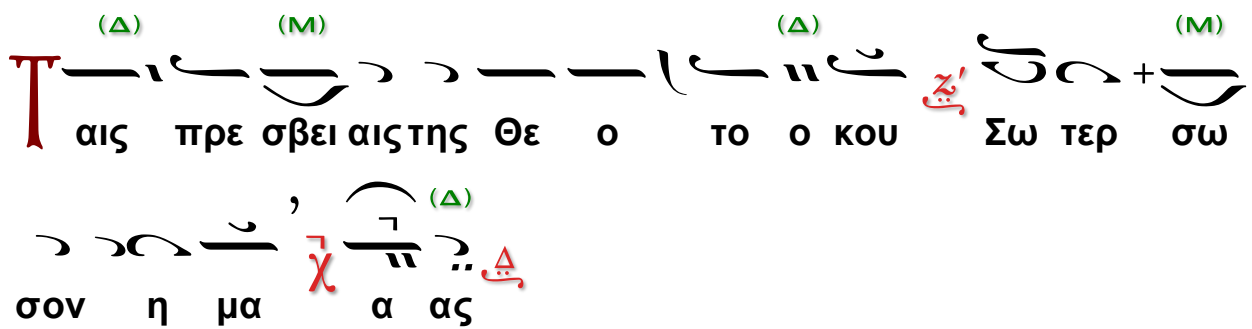 (Δ) (Μ) (Δ) (Μ)
Ταις πρε σβει αις της Θε ο το ο κου Σω τερ σω
(Δ)
σον η μα α ας